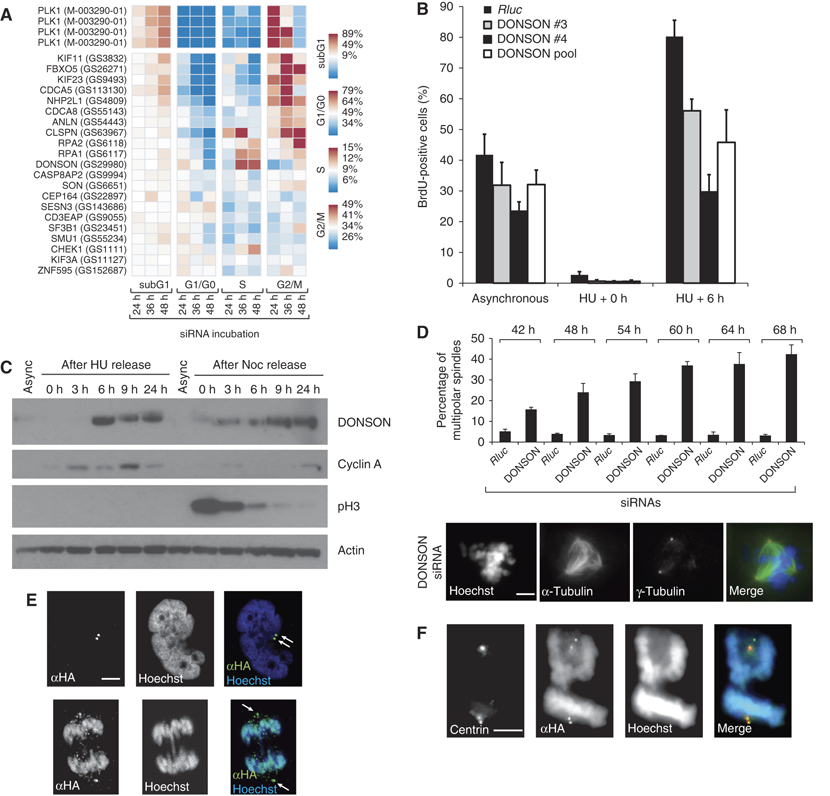 A
PLK1 (M-003290-01)
PLK1 (M-003290-01)
PLK1 (M-003290-01)
PLK1 (M-003290-01)
KIF11 (GS3832)
FBXO5 (GS26271)
KIF23 (GS9493)
CDCA5 (GS113130)
NHP2L1 (GS4809)
CDCA8 (GS55143)
ANLN (GS54443)
CLSPN (GS63967)
RPA2 (GS6118)
RPA1 (GS6117)
DONSON (GS29980)
CASP8AP2 (GS9994)
SON (GS6651)
CEP164 (GS22897)
SESN3 (GS143686)
CD3EAP (GS9055)
SF3B1 (GS23451)
SMU1 (GS55234)
CHEK1 (GS1111)
KIF3A (GS11127)
ZNF595 (GS152687)
24 h 36 h 48 h 24 h 36 h 48 h 24 h 36 h 48 h 24 h 36 h 48 h
subG1 G1/G0 S G2/M
siRNA incubation
subG1
89%
49%
9%
G1/G0
79%
64%
49%
34%
S
15%
12%
9%
6%
G2/M
49%
41%
34%
26%
B
Rluc
DONSON #3
DONSON #4
DONSON pool
BrdU-positive cells (%)
90
80
70
60
50
40
30
20
10
0
Asynchronous HU + 0 h HU + 6 h
C
Async After HU release Async After Noc release
0 h 3 h 6 h 9 h 24 h 0 h 3 h 6 h 9 h 24 h
DONSON
Cyclin A
pH3
Actin
D
42 h 48 h 54 h 60 h 64 h 68 h
Percentage of
multipolar spindles
50
40
30
20
10
0
Rluc DONSON Rluc DONSON Rluc DONSON Rluc DONSON Rluc DONSON Rluc DONSON
siRNAs
DONSON
siRNA
Hoechst α-Tubulin γ-Tubulin Merge
E
αHA Hoechst αHA
Hoechst
αHA Hoechst αHA
Hoechst
F
Centrin αHA Hoechst Merge